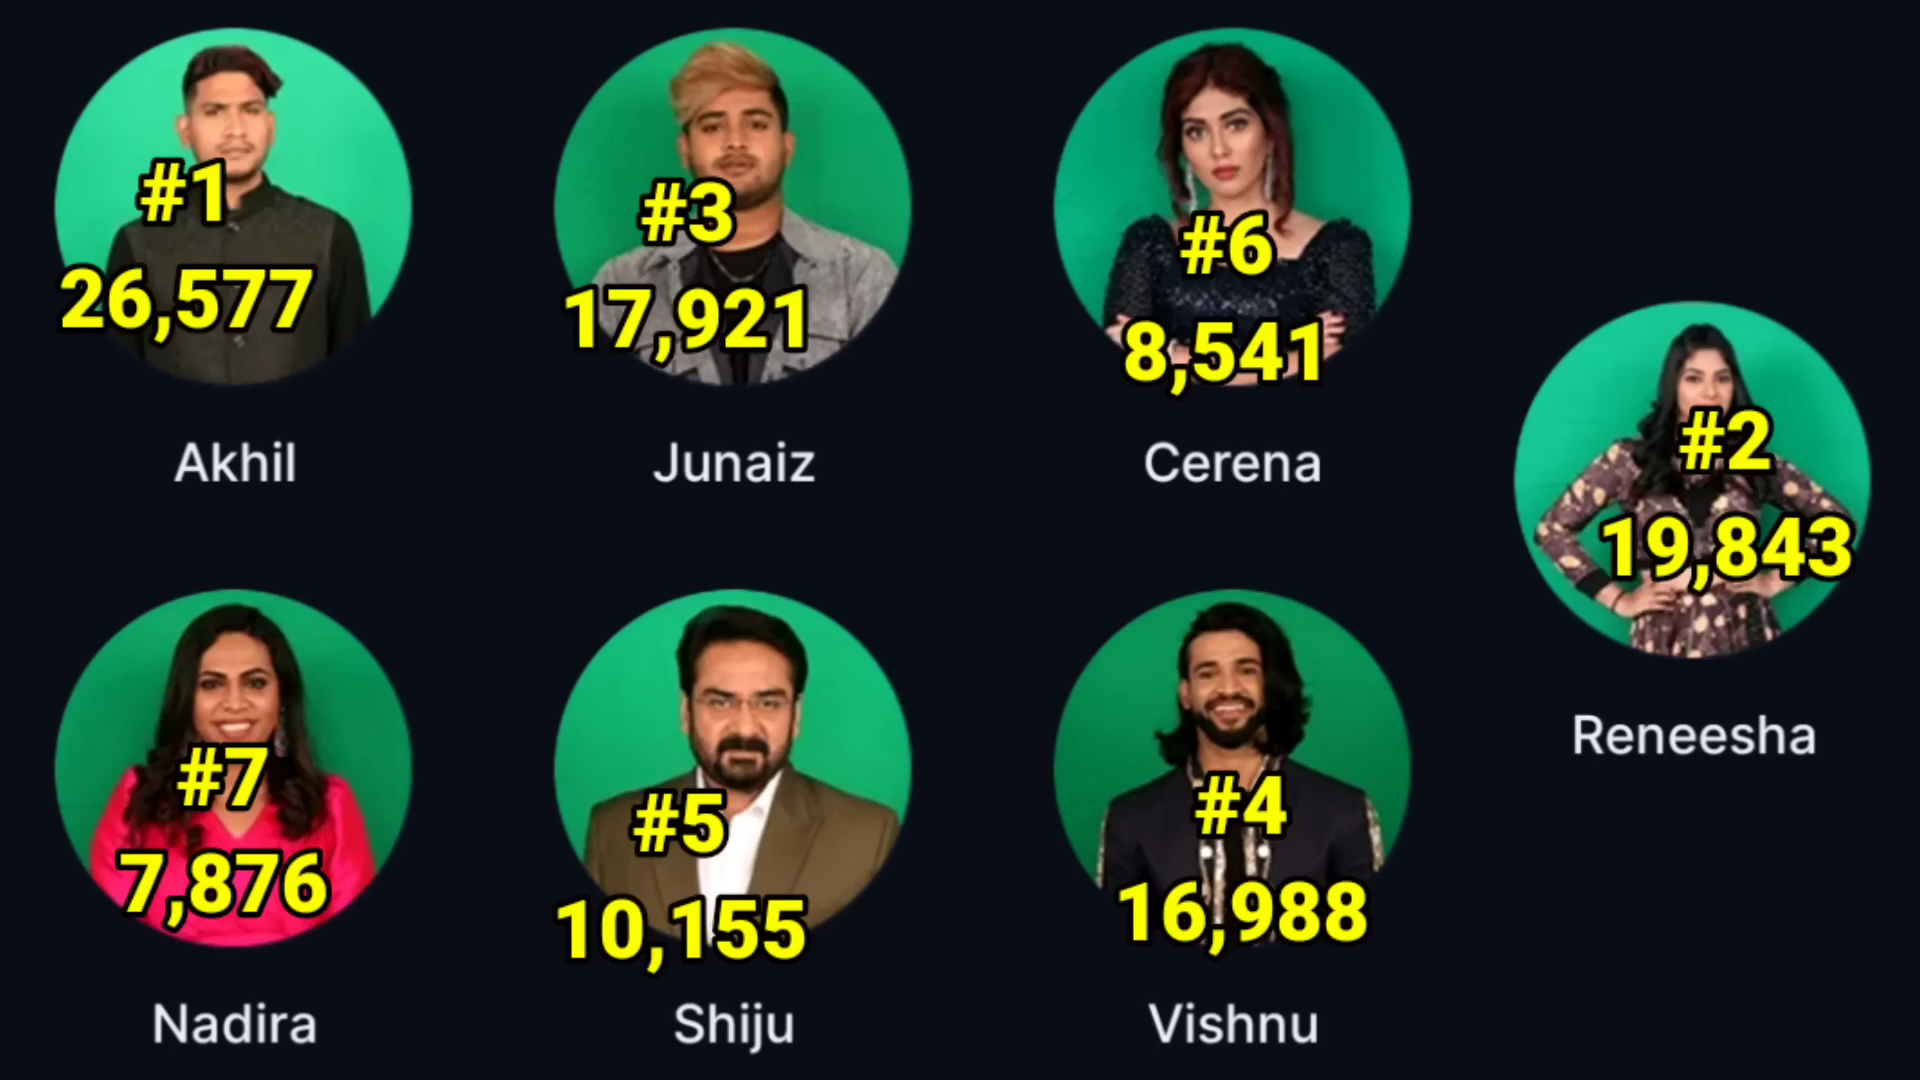 #1
26,577
Akhil
#3
17,921
Junaiz
#6
8,541
Cerena
#2
19,843
Reneesha
#7
7,876
Nadira
#5
10,155
Shiju
#4
16,988
Vishnu